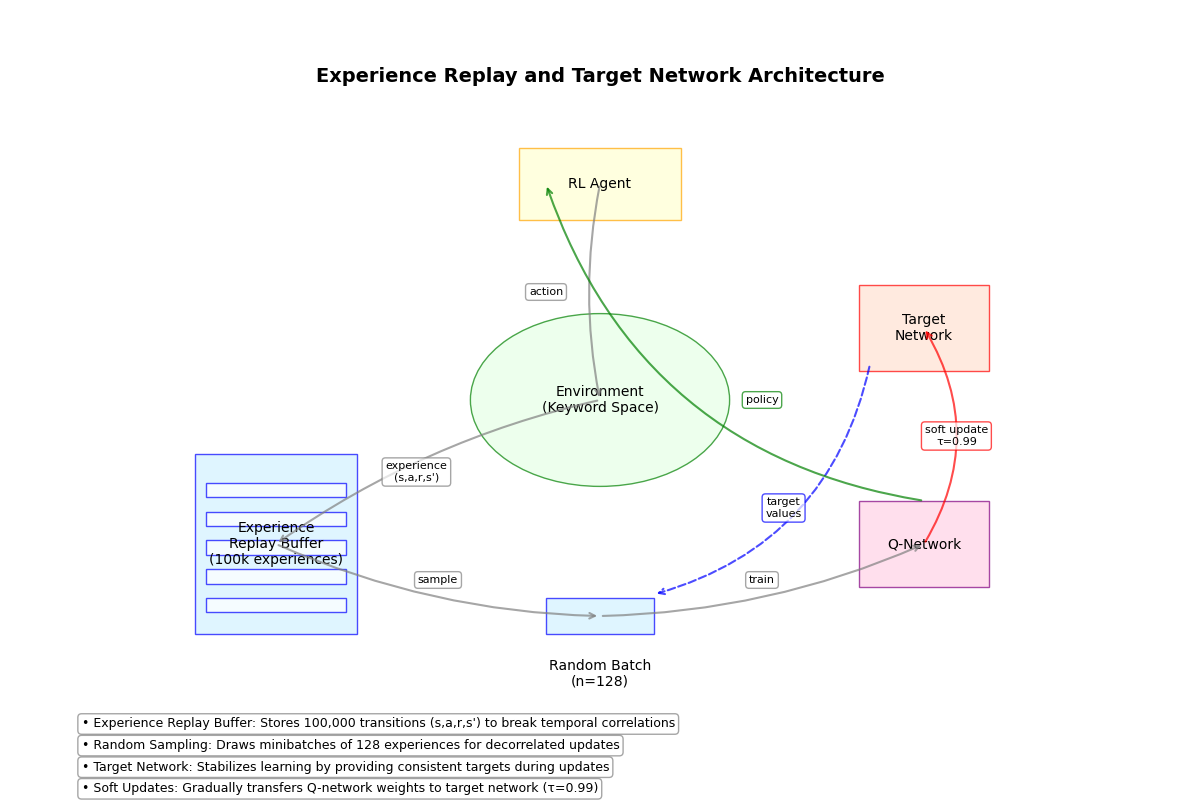 Experience Replay and Target Network Architecture
RL Agent
action
Target
Network
Environment
(Keyword Space)
policy
soft update
τ=0.99
experience
(s,a,r,s')
target
values
Experience
Replay Buffer
(100k experiences)
Q-Network
sample
train
Random Batch
(n=128)
• Experience Replay Buffer: Stores 100,000 transitions (s,a,r,s') to break temporal correlations
• Random Sampling: Draws minibatches of 128 experiences for decorrelated updates
• Target Network: Stabilizes learning by providing consistent targets during updates
• Soft Updates: Gradually transfers Q-network weights to target network (τ=0.99)